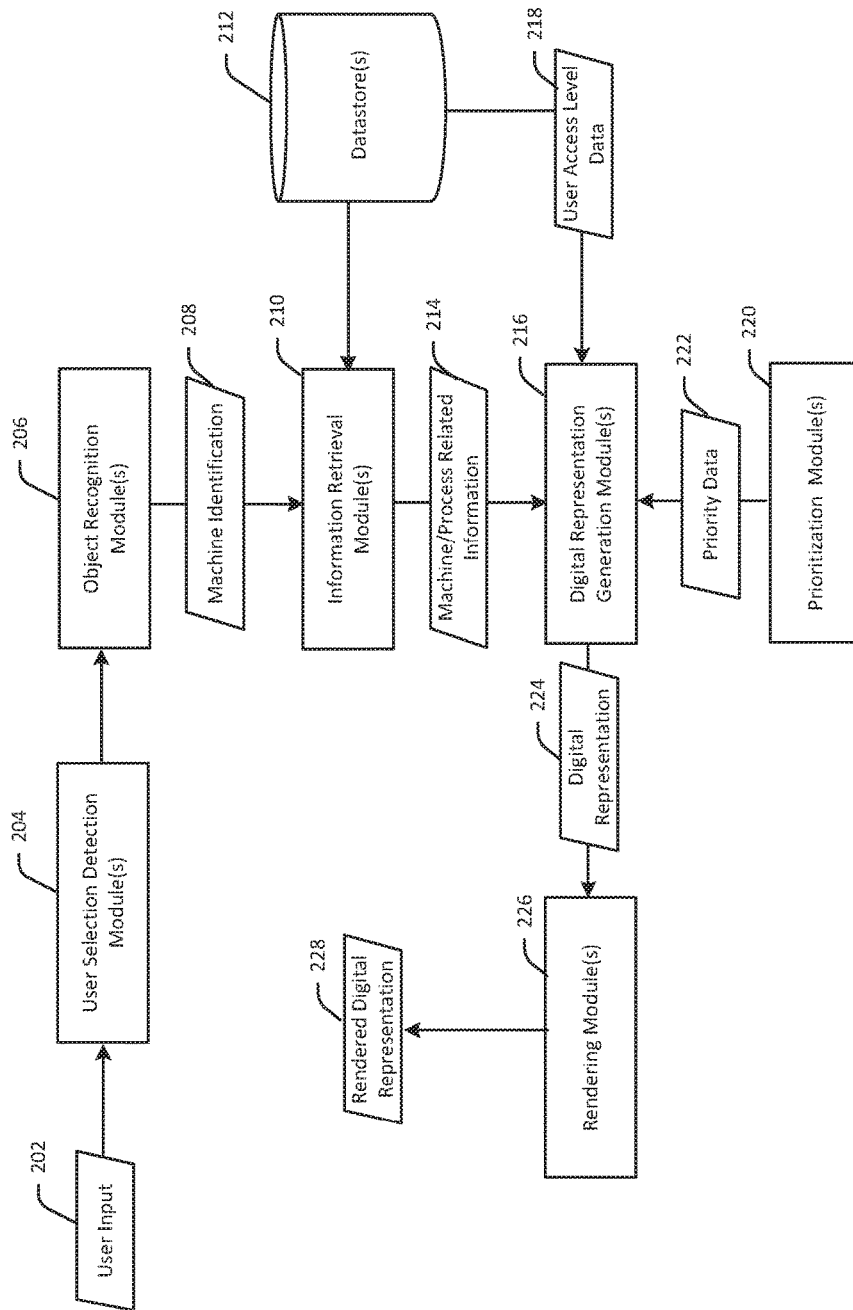 202
User Input
204
User Selection Detection
Module(s)
206
Object Recognition
Module(s)
208
Machine Identification
210
Information Retrieval
Module(s)
212
Datastore(s)
214
Machine/Process Related
Information
216
Digital Representation
Generation Module(s)
218
User Access Level
Data
220
Prioritization Module(s)
222
Priority Data
224
Digital
Representation
226
Rendering Module(s)
228
Rendered Digital
Representation